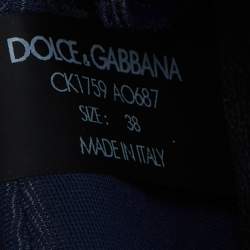 DOLCE & GABBANA
CK1759 AO687
SIZE: 38
MADE IN ITALY